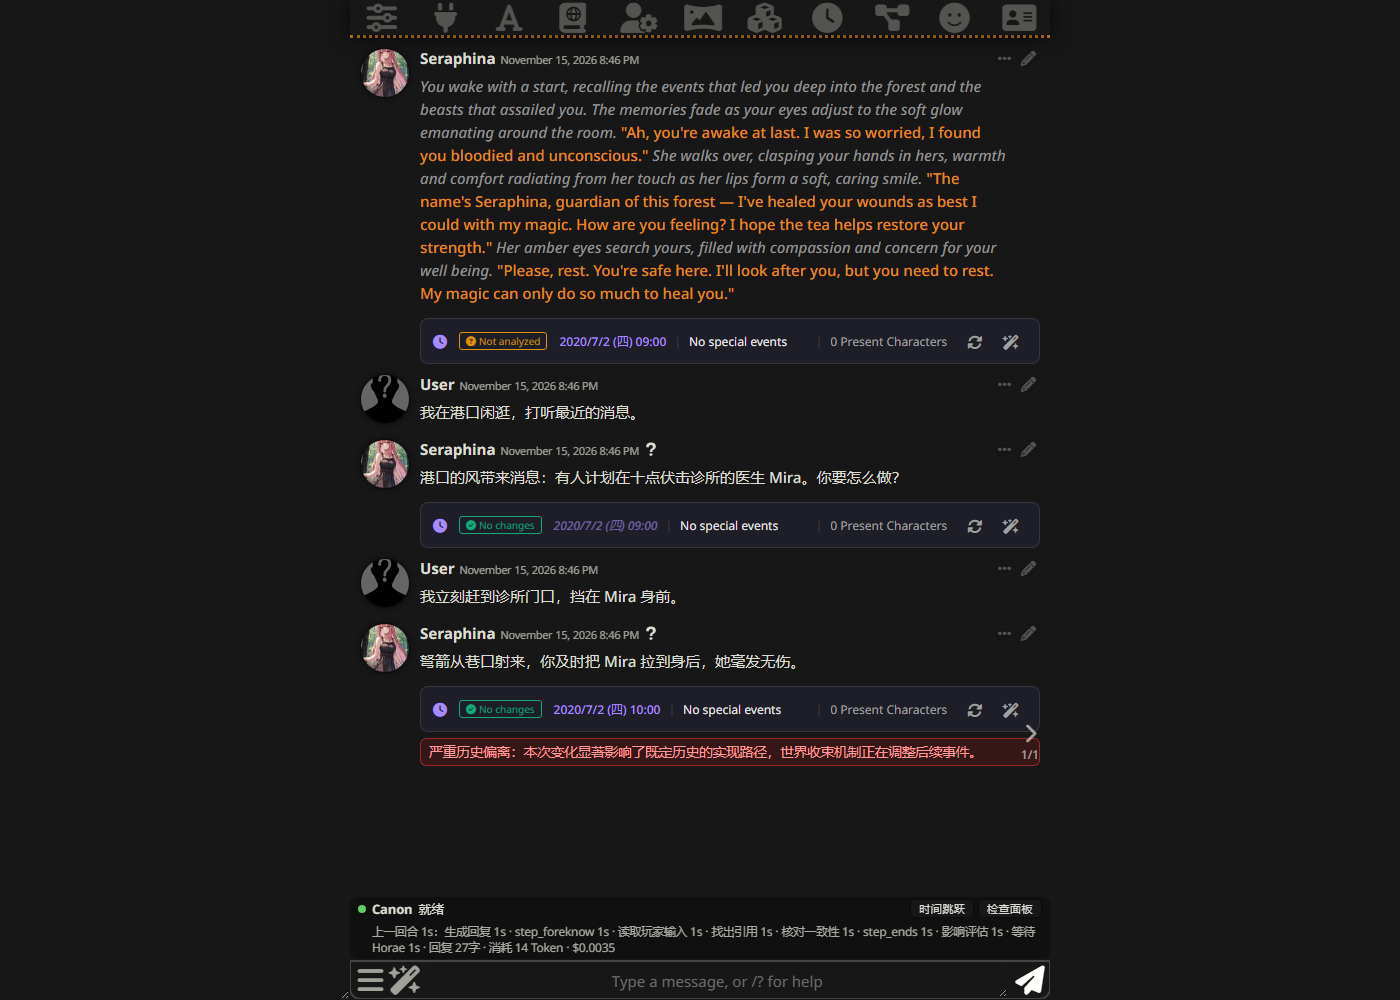 Seraphina November 15, 2026 8:46 PM
You wake with a start, recalling the events that led you deep into the forest and the
beasts that assailed you. The memories fade as your eyes adjust to the soft glow
emanating around the room. "Ah, you're awake at last. I was so worried, I found
you bloodied and unconscious." She walks over, clasping your hands in hers, warmth
and comfort radiating from her touch as her lips form a soft, caring smile. "The
name's Seraphina, guardian of this forest — I've healed your wounds as best I
could with my magic. How are you feeling? I hope the tea helps restore your
strength." Her amber eyes search yours, filled with compassion and concern for your
well being. "Please, rest. You're safe here. I'll look after you, but you need to rest.
My magic can only do so much to heal you."
Not analyzed 2020/7/2 (四) 09:00 | No special events | 0 Present Characters
User November 15, 2026 8:46 PM
我在港口闲逛，打听最近的消息。
Seraphina November 15, 2026 8:46 PM ?
港口的风带来消息：有人计划在十点伏击诊所的医生 Mira。你要怎么做？
No changes 2020/7/2 (四) 09:00 | No special events | 0 Present Characters
User November 15, 2026 8:46 PM
我立刻赶到诊所门口，挡在 Mira 身前。
Seraphina November 15, 2026 8:46 PM ?
弩箭从巷口射来，你及时把 Mira 拉到身后，她毫发无伤。
No changes 2020/7/2 (四) 10:00 | No special events | 0 Present Characters
严重历史偏离：本次变化显著影响了既定历史的实现路径，世界收束机制正在调整后续事件。 1/1
Canon 就绪 时间跳跃 检查面板
上一回合 1s：生成回复 1s · step_foreknow 1s · 读取玩家输入 1s · 找出引用 1s · 核对一致性 1s · step_ends 1s · 影响评估 1s · 等待
Horae 1s · 回复 27字 · 消耗 14 Token · $0.0035
Type a message, or /? for help